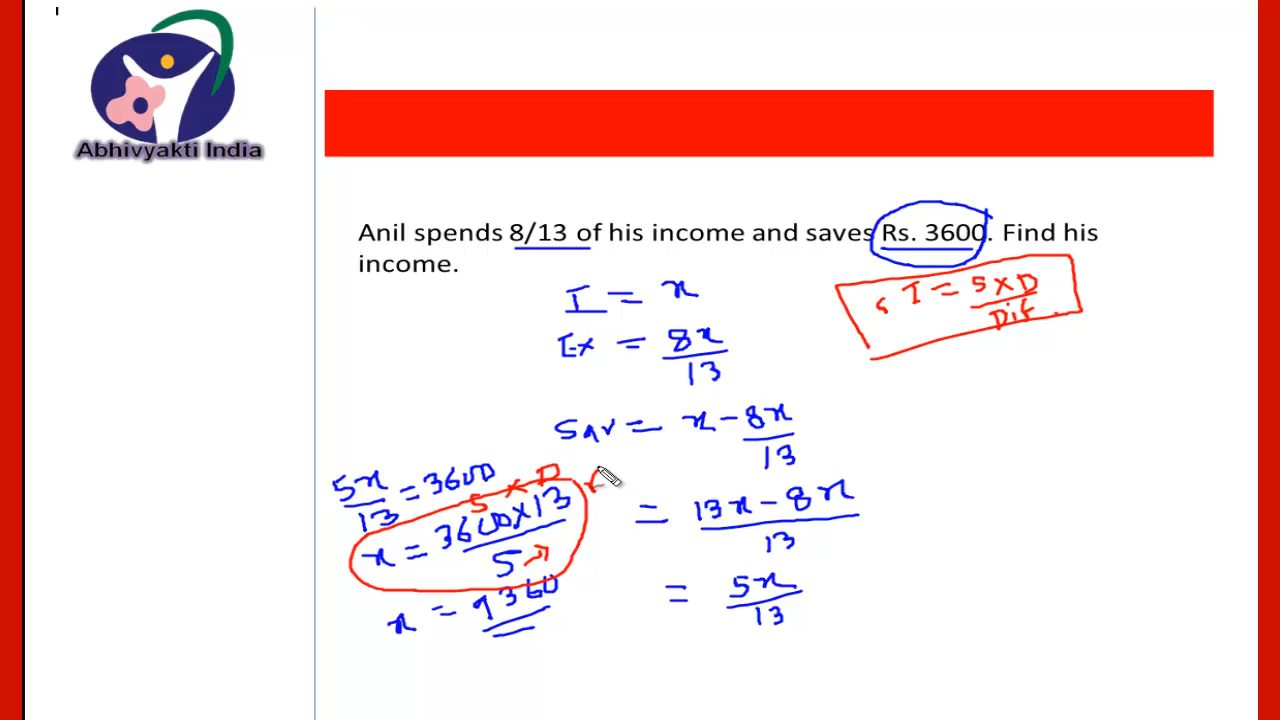 Abhivyakti India
Anil spends 8/13 of his income and saves Rs. 3600. Find his
income.
I = x
I = S × D / Dif
Ex = 8x / 13
Sav = x - 8x / 13
5x / 13 = 3600
S × D
x = 3600 × 13 / 5
= 13x - 8x / 13
x = 9360
= 5x / 13